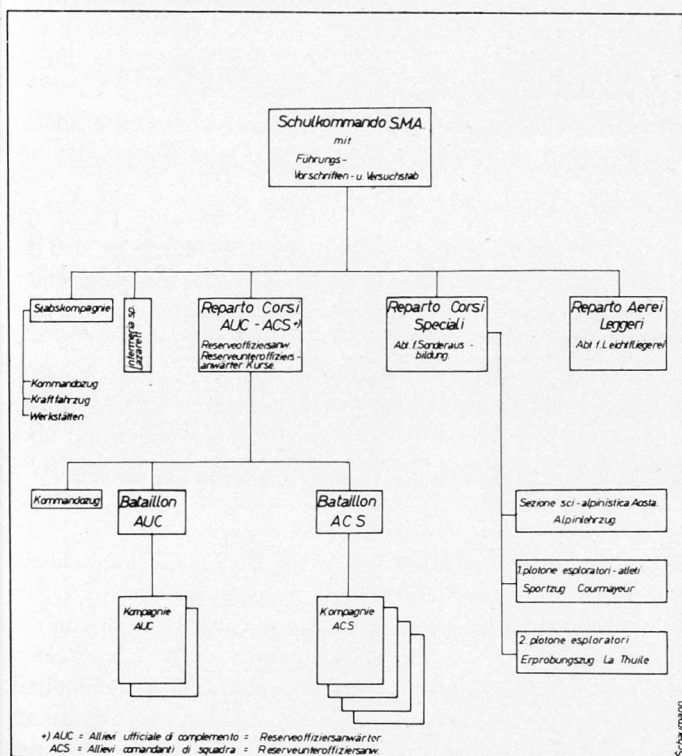 Schulkommando S.M.A.
mit
Führungs-
Vorschriften-u. Versuchstab
Stabskompagnie
Kommandozug
Kraftfahrzug
Werkstätten
Infermeria sp.
Lazarett
Reparto Corsi
AUC - ACS +)
Reserveoffiziersanw.
Reserveunteroffiziers-
anwärter Kurse.
Reparto Corsi
Speciali
Abt. f. Sonderaus-
bildung.
Reparto Aerei
Leggeri
Abt. f. Leichtfliegerei
Kommandozug
Bataillon
AUC
Bataillon
ACS
Kompagnie
AUC
Kompagnie
ACS
Sezione sci-alpinistica Aosta.
Alpinlehrzug.
1.plotone esploratori-atleti
Sportzug Courmayeur
2.plotone esploratori
Erprobungszug La Thuile
+) AUC = Allievi ufficiale di complemento = Reserveoffiziersanwärter
ACS = Allievi comandanti di squadra = Reserveunteroffiziersanw.
Schaumann